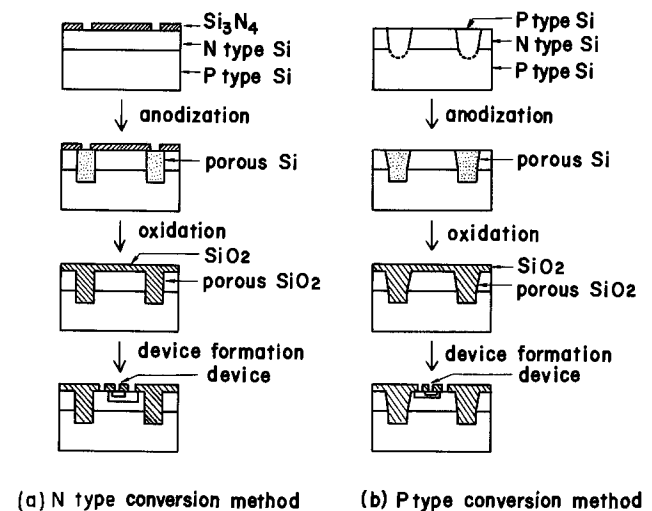 Si3N4
N type Si
P type Si
anodization
porous Si
oxidation
SiO2
porous SiO2
device formation
device
(a) N type conversion method
P type Si
N type Si
P type Si
anodization
porous Si
oxidation
SiO2
porous SiO2
device formation
device
(b) P type conversion method